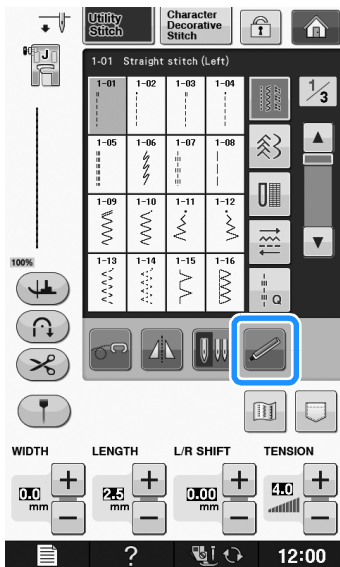 Utility Stitch
Character Decorative Stitch
J
1-01 Straight stitch (Left)
1-01 1-02 1-03 1-04
1/3
1-05 1-06 1-07 1-08
1-09 1-10 1-11 1-12
1-13 1-14 1-15 1-16
100%
Q
WIDTH LENGTH L/R SHIFT TENSION
0.0 mm
2.5 mm
0.00 mm
4.0
?
12:00